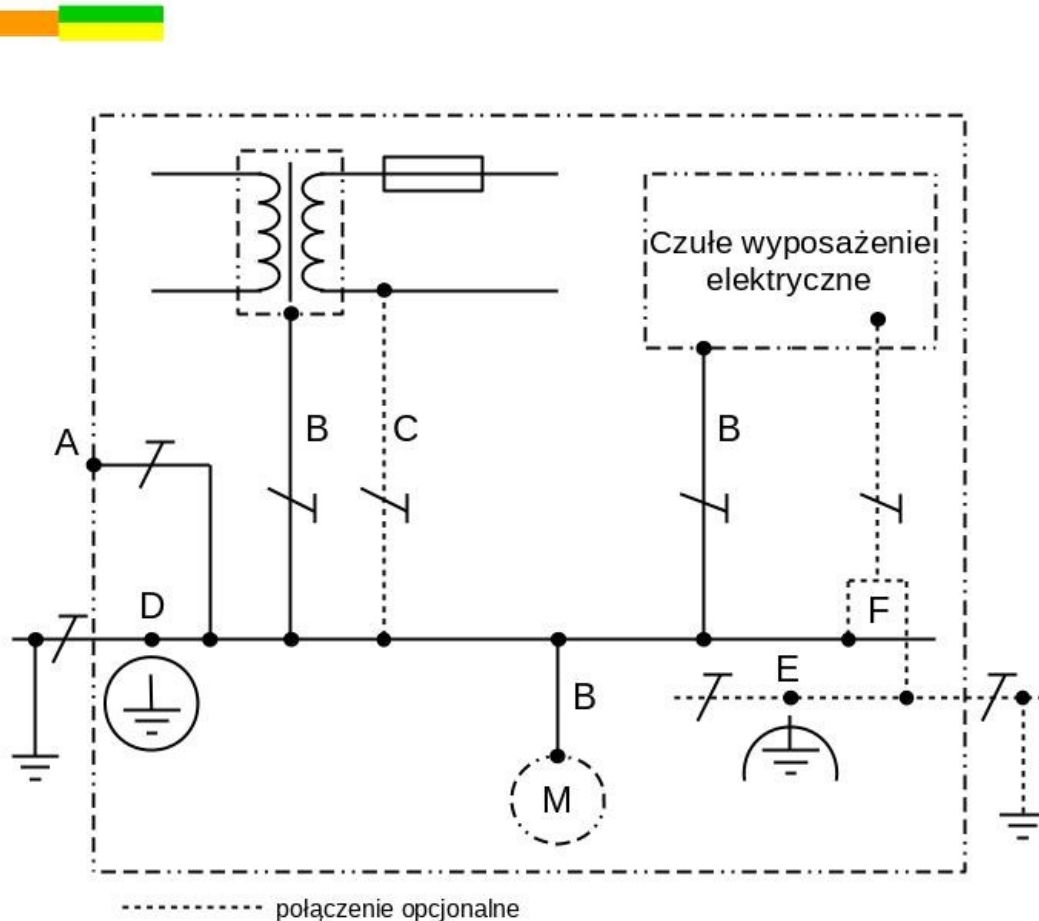 Czułe wyposażenie
elektryczne
A
B
C
B
D
F
E
B
M
połączenie opcjonalne